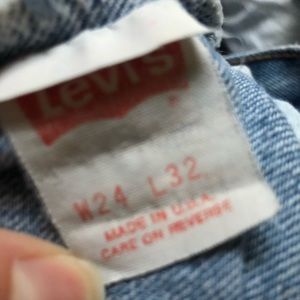 Levi's
W24 L32
MADE IN U.S.A.
CARE ON REVERSE